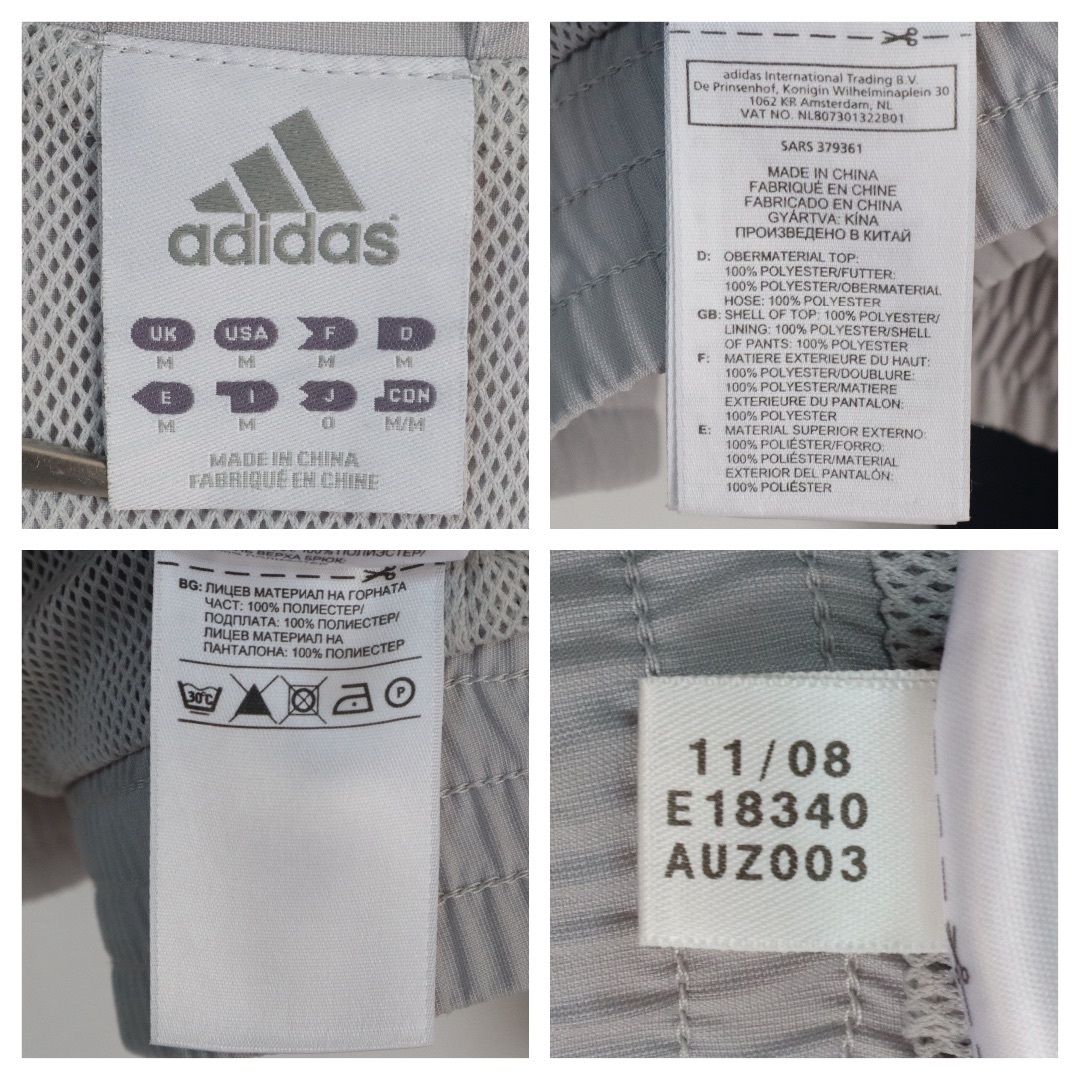 adidas
UK USA F D
M M M M
E I J CON
M M O M/M
MADE IN CHINA
FABRIQUÉ EN CHINE
adidas International Trading B.V.
De Prinsenhof, Konigin Wilhelminaplein 30
1062 KR Amsterdam, NL
VAT NO. NL807301322B01
SARS 379361
MADE IN CHINA
FABRIQUÉ EN CHINE
FABRICADO EN CHINA
GYÁRTVA: KÍNA
ПРОИЗВЕДЕНО В КИТАЙ
D: OBERMATERIAL TOP:
100% POLYESTER/FUTTER:
100% POLYESTER/OBERMATERIAL
HOSE: 100% POLYESTER
GB: SHELL OF TOP: 100% POLYESTER/
LINING: 100% POLYESTER/SHELL
OF PANTS: 100% POLYESTER
F: MATIERE EXTERIEURE DU HAUT:
100% POLYESTER/DOUBLURE:
100% POLYESTER/MATIERE
EXTERIEURE DU PANTALON:
100% POLYESTER
E: MATERIAL SUPERIOR EXTERNO:
100% POLIÉSTER/FORRO:
100% POLIÉSTER/MATERIAL
EXTERIOR DEL PANTALÓN:
100% POLIÉSTER
ВЕРХА БРЮК:
BG: ЛИЦЕВ МАТЕРИАЛ НА ГОРНАТА
ЧАСТ: 100% ПОЛИЕСТЕР/
ПОДПЛАТА: 100% ПОЛИЕСТЕР/
ЛИЦЕВ МАТЕРИАЛ НА
ПАНТАЛОНА: 100% ПОЛИЕСТЕР
30°C P
11/08
E18340
AUZ003